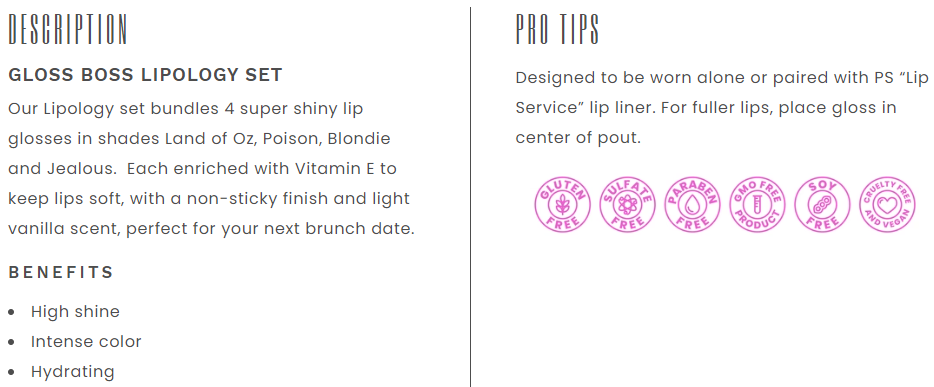 DESCRIPTION
GLOSS BOSS LIPOLOGY SET
Our Lipology set bundles 4 super shiny lip
glosses in shades Land of Oz, Poison, Blondie
and Jealous.  Each enriched with Vitamin E to
keep lips soft, with a non-sticky finish and light
vanilla scent, perfect for your next brunch date.
BENEFITS
• High shine
• Intense color
• Hydrating
PRO TIPS
Designed to be worn alone or paired with PS “Lip
Service” lip liner. For fuller lips, place gloss in
center of pout.
GLUTEN FREE
SULFATE FREE
PARABEN FREE
GMO FREE PRODUCT
SOY FREE
CRUELTY FREE AND VEGAN